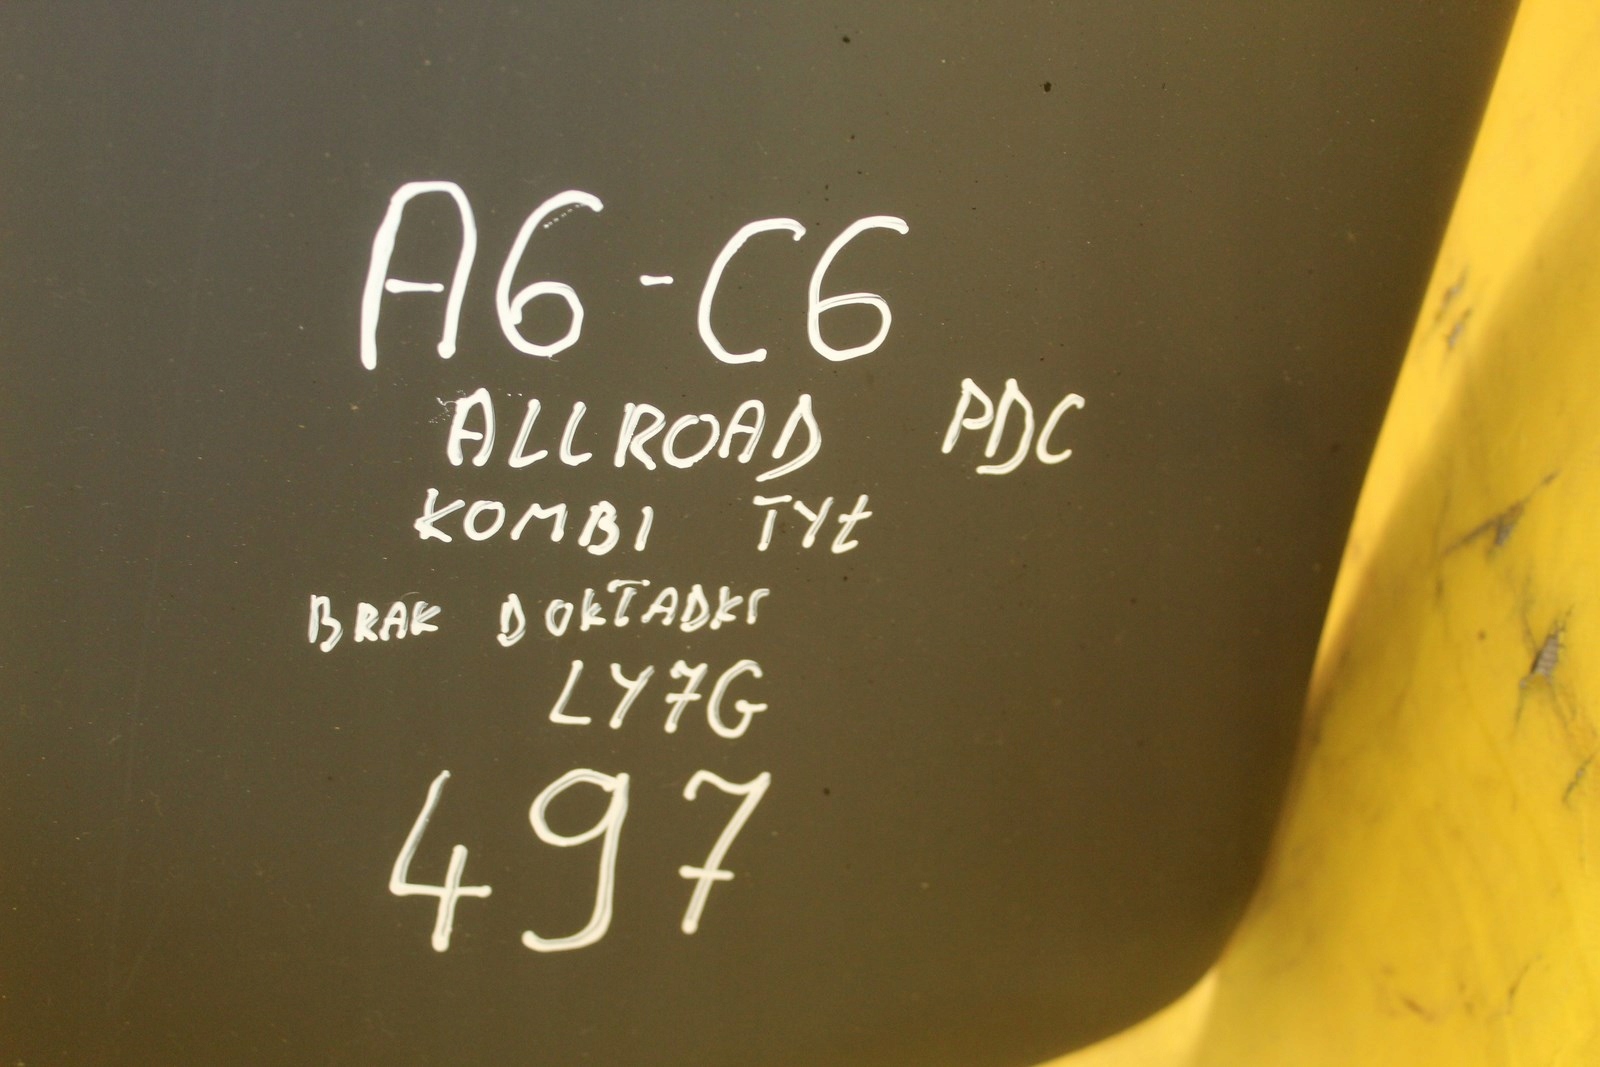 A6-C6
ALLROAD PDC
KOMBI TYŁ
BRAK DOKŁADKI
LY7G
497